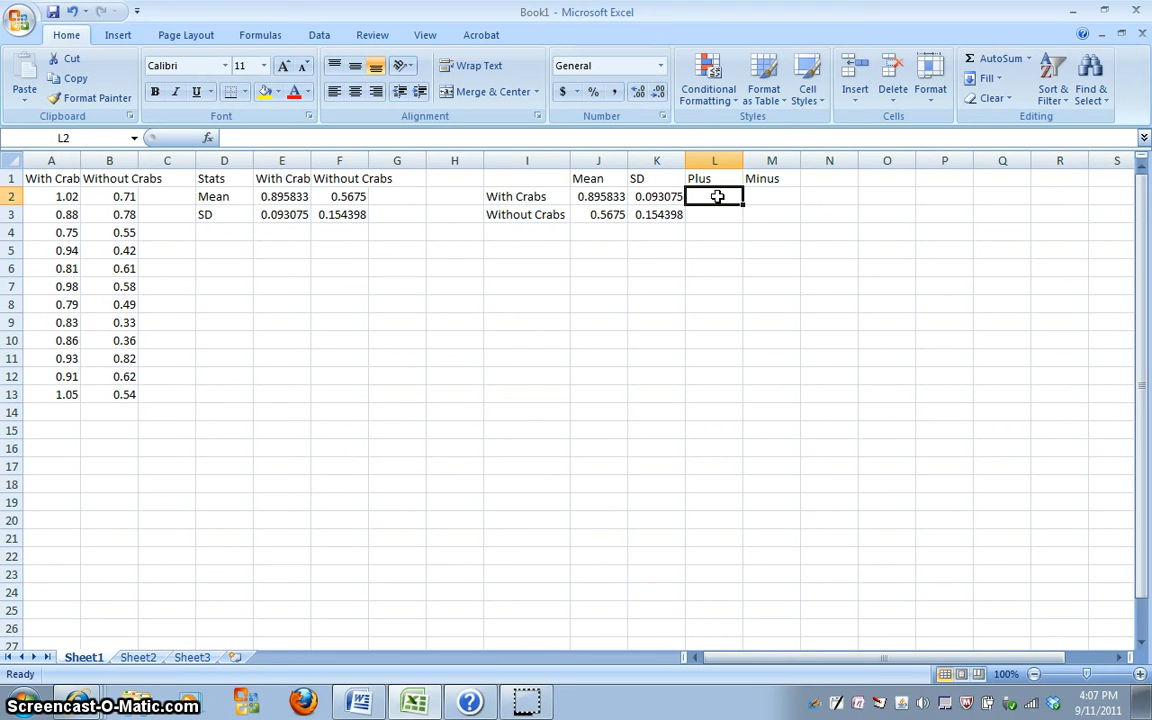 Book1 - Microsoft Excel
Home Insert Page Layout Formulas Data Review View Acrobat
Paste
Cut
Copy
Format Painter
Clipboard
Calibri 11
B I U
Font
Wrap Text
Merge & Center
Alignment
General
$ % ,
Number
Conditional Formatting
Format as Table
Cell Styles
Styles
Insert Delete Format
Cells
AutoSum
Fill
Clear
Sort & Filter
Find & Select
Editing
L2 fx
A B C D E F G H I J K L M N O P Q R S
1 With Crab Without Crabs Stats With Crab Without Crabs Mean SD Plus Minus
2 1.02 0.71 Mean 0.895833 0.5675 With Crabs 0.895833 0.093075
3 0.88 0.78 SD 0.093075 0.154398 Without Crabs 0.5675 0.154398
4 0.75 0.55
5 0.94 0.42
6 0.81 0.61
7 0.98 0.58
8 0.79 0.49
9 0.83 0.33
10 0.86 0.36
11 0.93 0.82
12 0.91 0.62
13 1.05 0.54
14
15
16
17
18
19
20
21
22
23
24
25
26
27
Sheet1 Sheet2 Sheet3
Ready 100%
Screencast-O-Matic.com
4:07 PM
9/11/2011